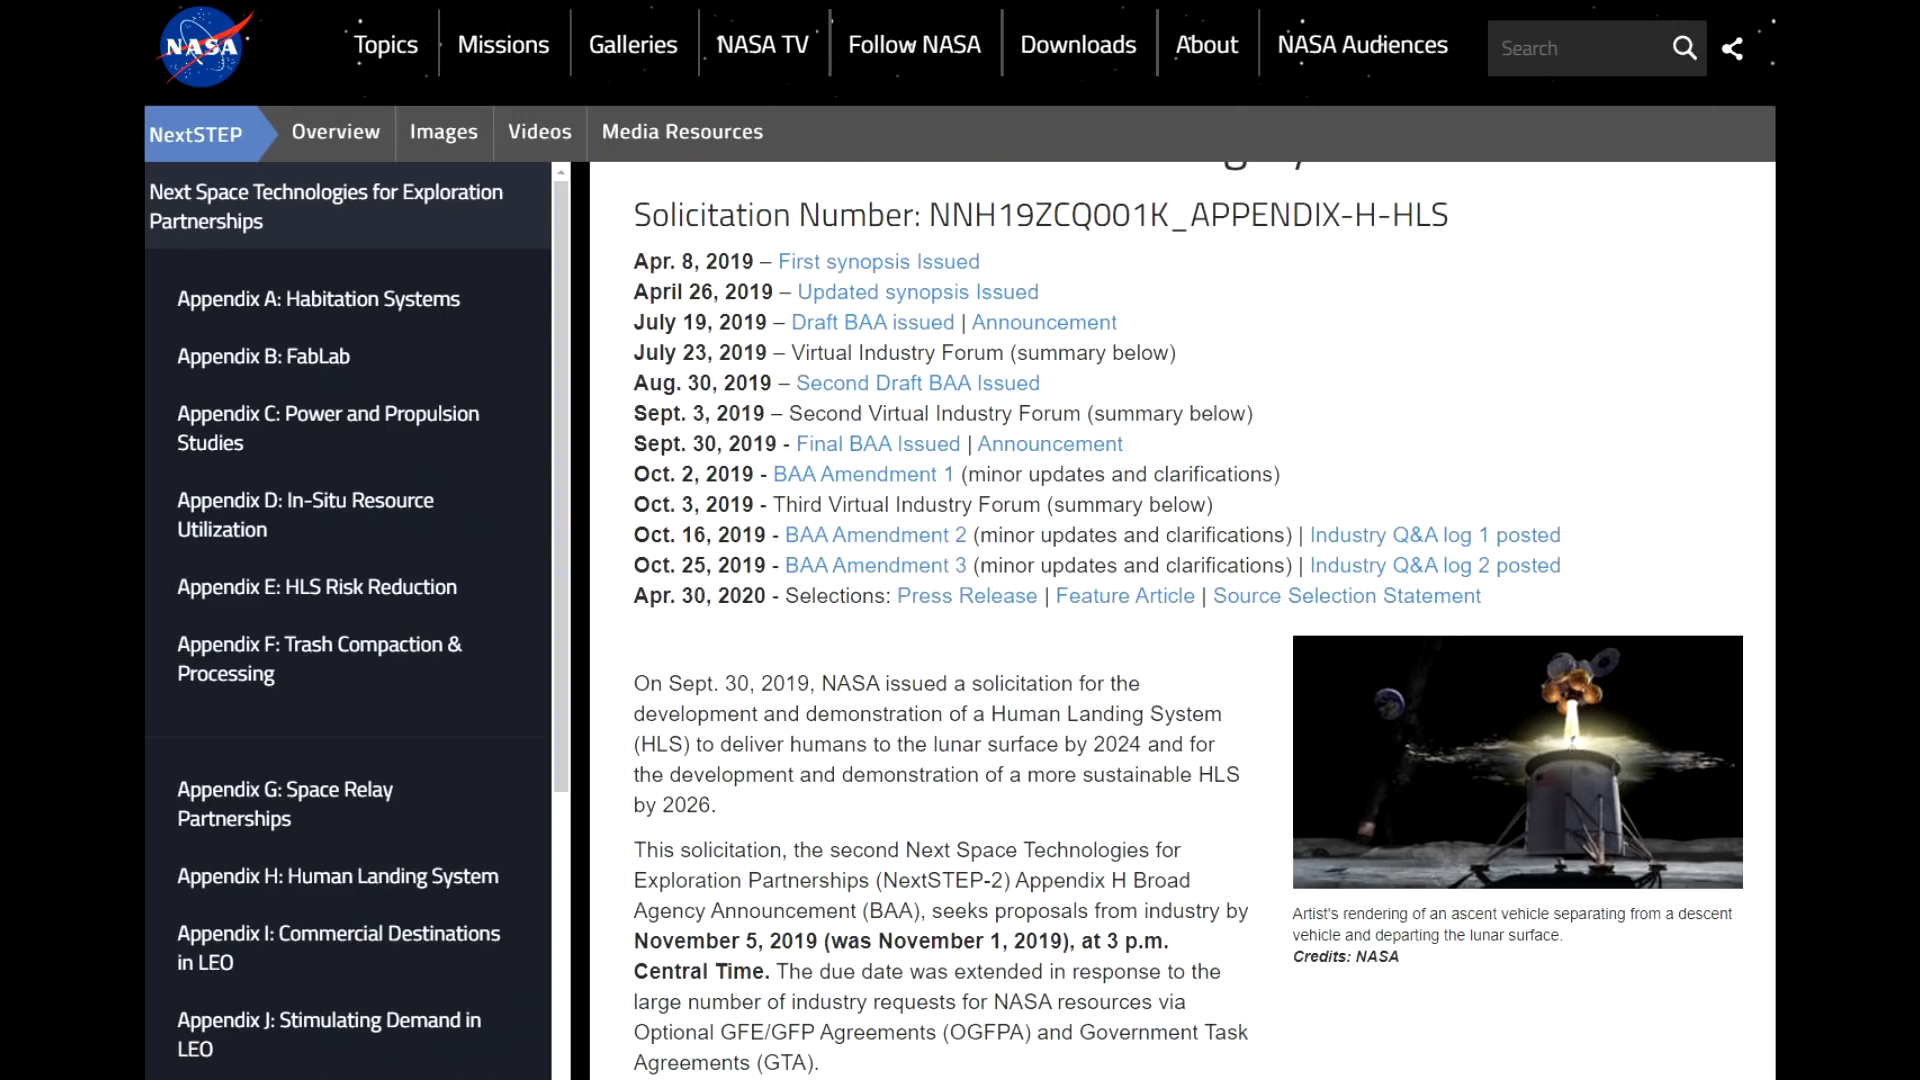 NASA
Topics
Missions
Galleries
NASA TV
Follow NASA
Downloads
About
NASA Audiences
Search
NextSTEP
Overview
Images
Videos
Media Resources
Next Space Technologies for Exploration
Partnerships
Appendix A: Habitation Systems
Appendix B: FabLab
Appendix C: Power and Propulsion
Studies
Appendix D: In-Situ Resource
Utilization
Appendix E: HLS Risk Reduction
Appendix F: Trash Compaction &
Processing
Appendix G: Space Relay
Partnerships
Appendix H: Human Landing System
Appendix I: Commercial Destinations
in LEO
Appendix J: Stimulating Demand in
LEO
Solicitation Number: NNH19ZCQ001K_APPENDIX-H-HLS
Apr. 8, 2019 – First synopsis Issued
April 26, 2019 – Updated synopsis Issued
July 19, 2019 – Draft BAA issued | Announcement
July 23, 2019 – Virtual Industry Forum (summary below)
Aug. 30, 2019 – Second Draft BAA Issued
Sept. 3, 2019 – Second Virtual Industry Forum (summary below)
Sept. 30, 2019 - Final BAA Issued | Announcement
Oct. 2, 2019 - BAA Amendment 1 (minor updates and clarifications)
Oct. 3, 2019 - Third Virtual Industry Forum (summary below)
Oct. 16, 2019 - BAA Amendment 2 (minor updates and clarifications) | Industry Q&A log 1 posted
Oct. 25, 2019 - BAA Amendment 3 (minor updates and clarifications) | Industry Q&A log 2 posted
Apr. 30, 2020 - Selections: Press Release | Feature Article | Source Selection Statement
On Sept. 30, 2019, NASA issued a solicitation for the
development and demonstration of a Human Landing System
(HLS) to deliver humans to the lunar surface by 2024 and for
the development and demonstration of a more sustainable HLS
by 2026.
This solicitation, the second Next Space Technologies for
Exploration Partnerships (NextSTEP-2) Appendix H Broad
Agency Announcement (BAA), seeks proposals from industry by
November 5, 2019 (was November 1, 2019), at 3 p.m.
Central Time. The due date was extended in response to the
large number of industry requests for NASA resources via
Optional GFE/GFP Agreements (OGFPA) and Government Task
Agreements (GTA).
Artist's rendering of an ascent vehicle separating from a descent
vehicle and departing the lunar surface.
Credits: NASA